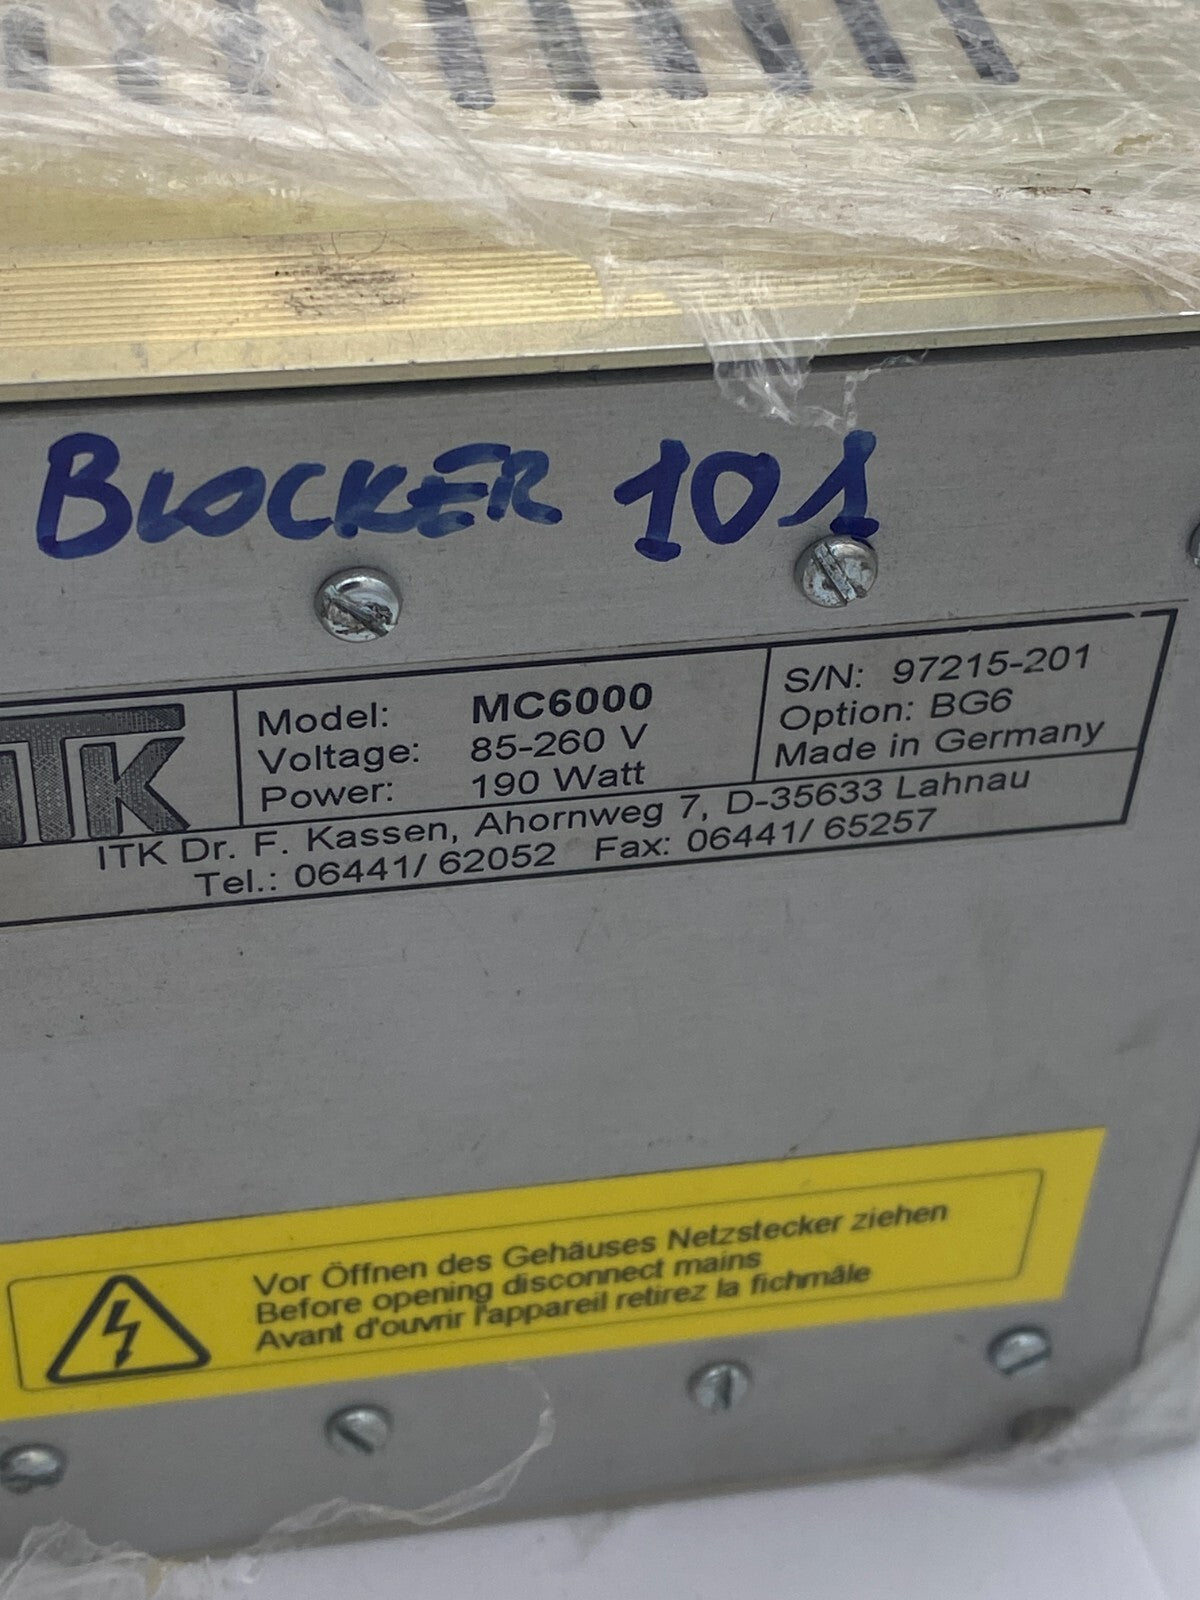 BLOCKER 101
ITK
Model: MC6000
Voltage: 85-260 V
Power: 190 Watt
S/N: 97215-201
Option: BG6
Made in Germany
ITK Dr. F. Kassen, Ahornweg 7, D-35633 Lahnau
Tel.: 06441/ 62052 Fax: 06441/ 65257
Vor Öffnen des Gehäuses Netzstecker ziehen
Before opening disconnect mains
Avant d'ouvrir l'appareil retirez la fichmâle